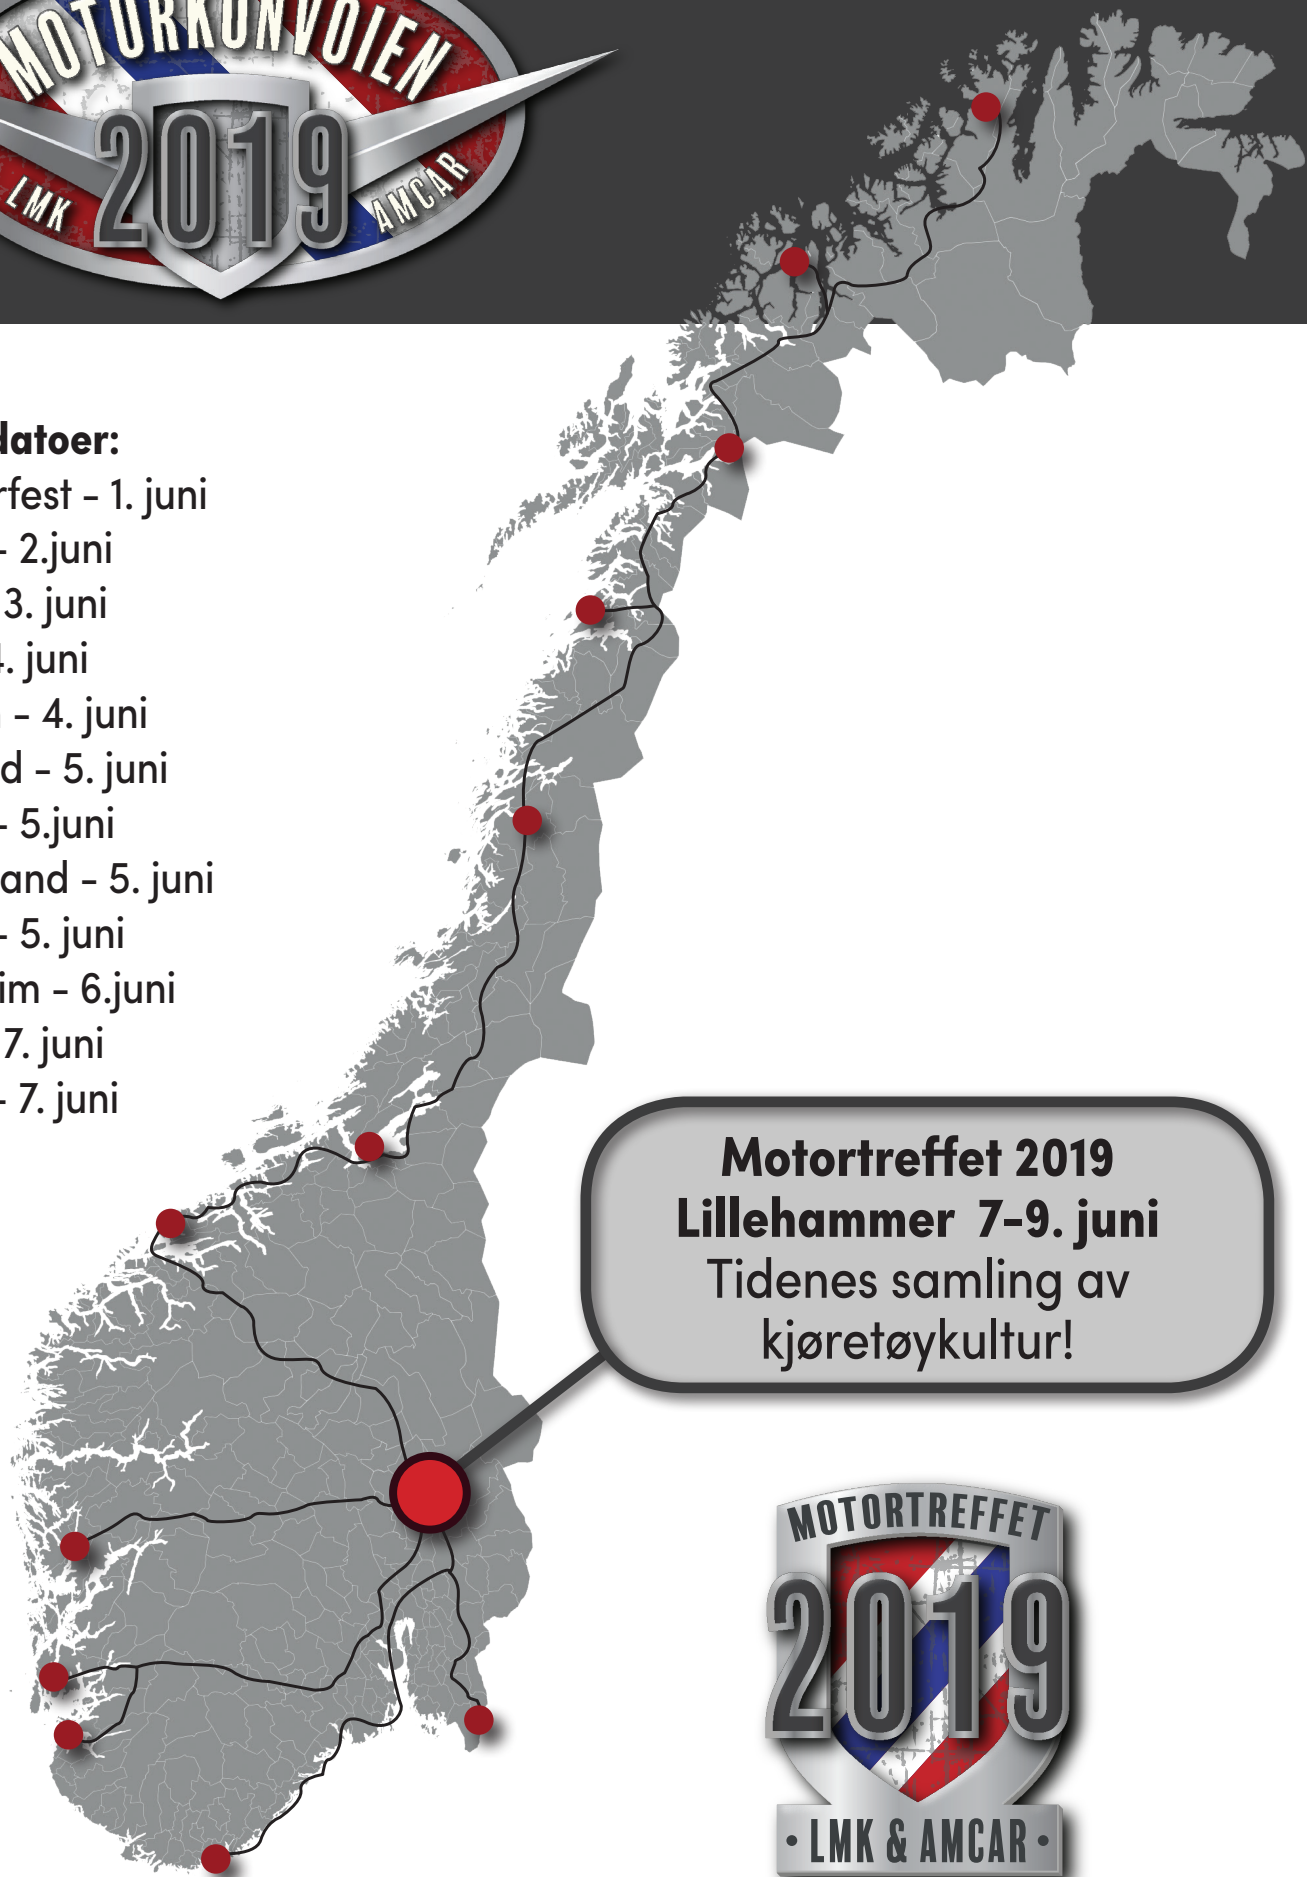 MOTORKONVOIEN
2019
LMK
AMCAR
datoer:
rfest - 1. juni
- 2.juni
3. juni
4. juni
- 4. juni
d - 5. juni
- 5.juni
and - 5. juni
- 5. juni
im - 6.juni
7. juni
- 7. juni
Motortreffet 2019
Lillehammer 7-9. juni
Tidenes samling av
kjøretøykultur!
MOTORTREFFET
2019
• LMK & AMCAR •